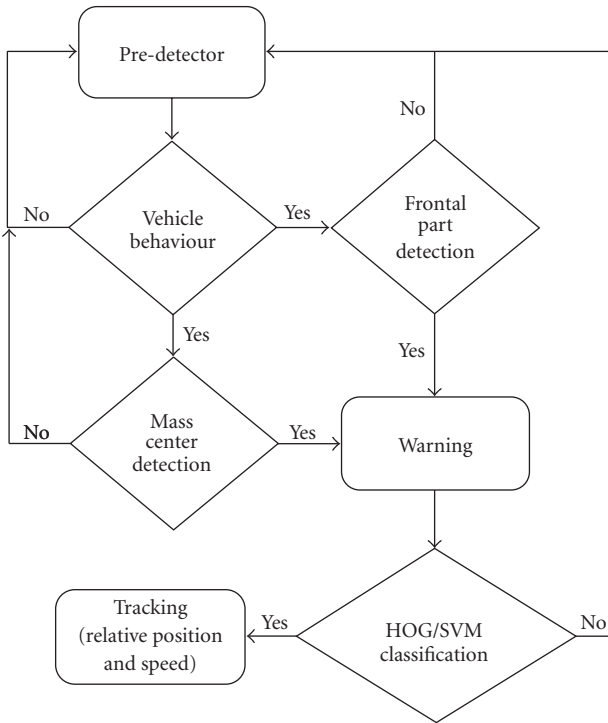 Pre-detector
No
No
Vehicle
behaviour
Yes
Frontal
part
detection
Yes
Yes
No
Mass
center
detection
Yes
Warning
Tracking
(relative position
and speed)
Yes
HOG/SVM
classification
No